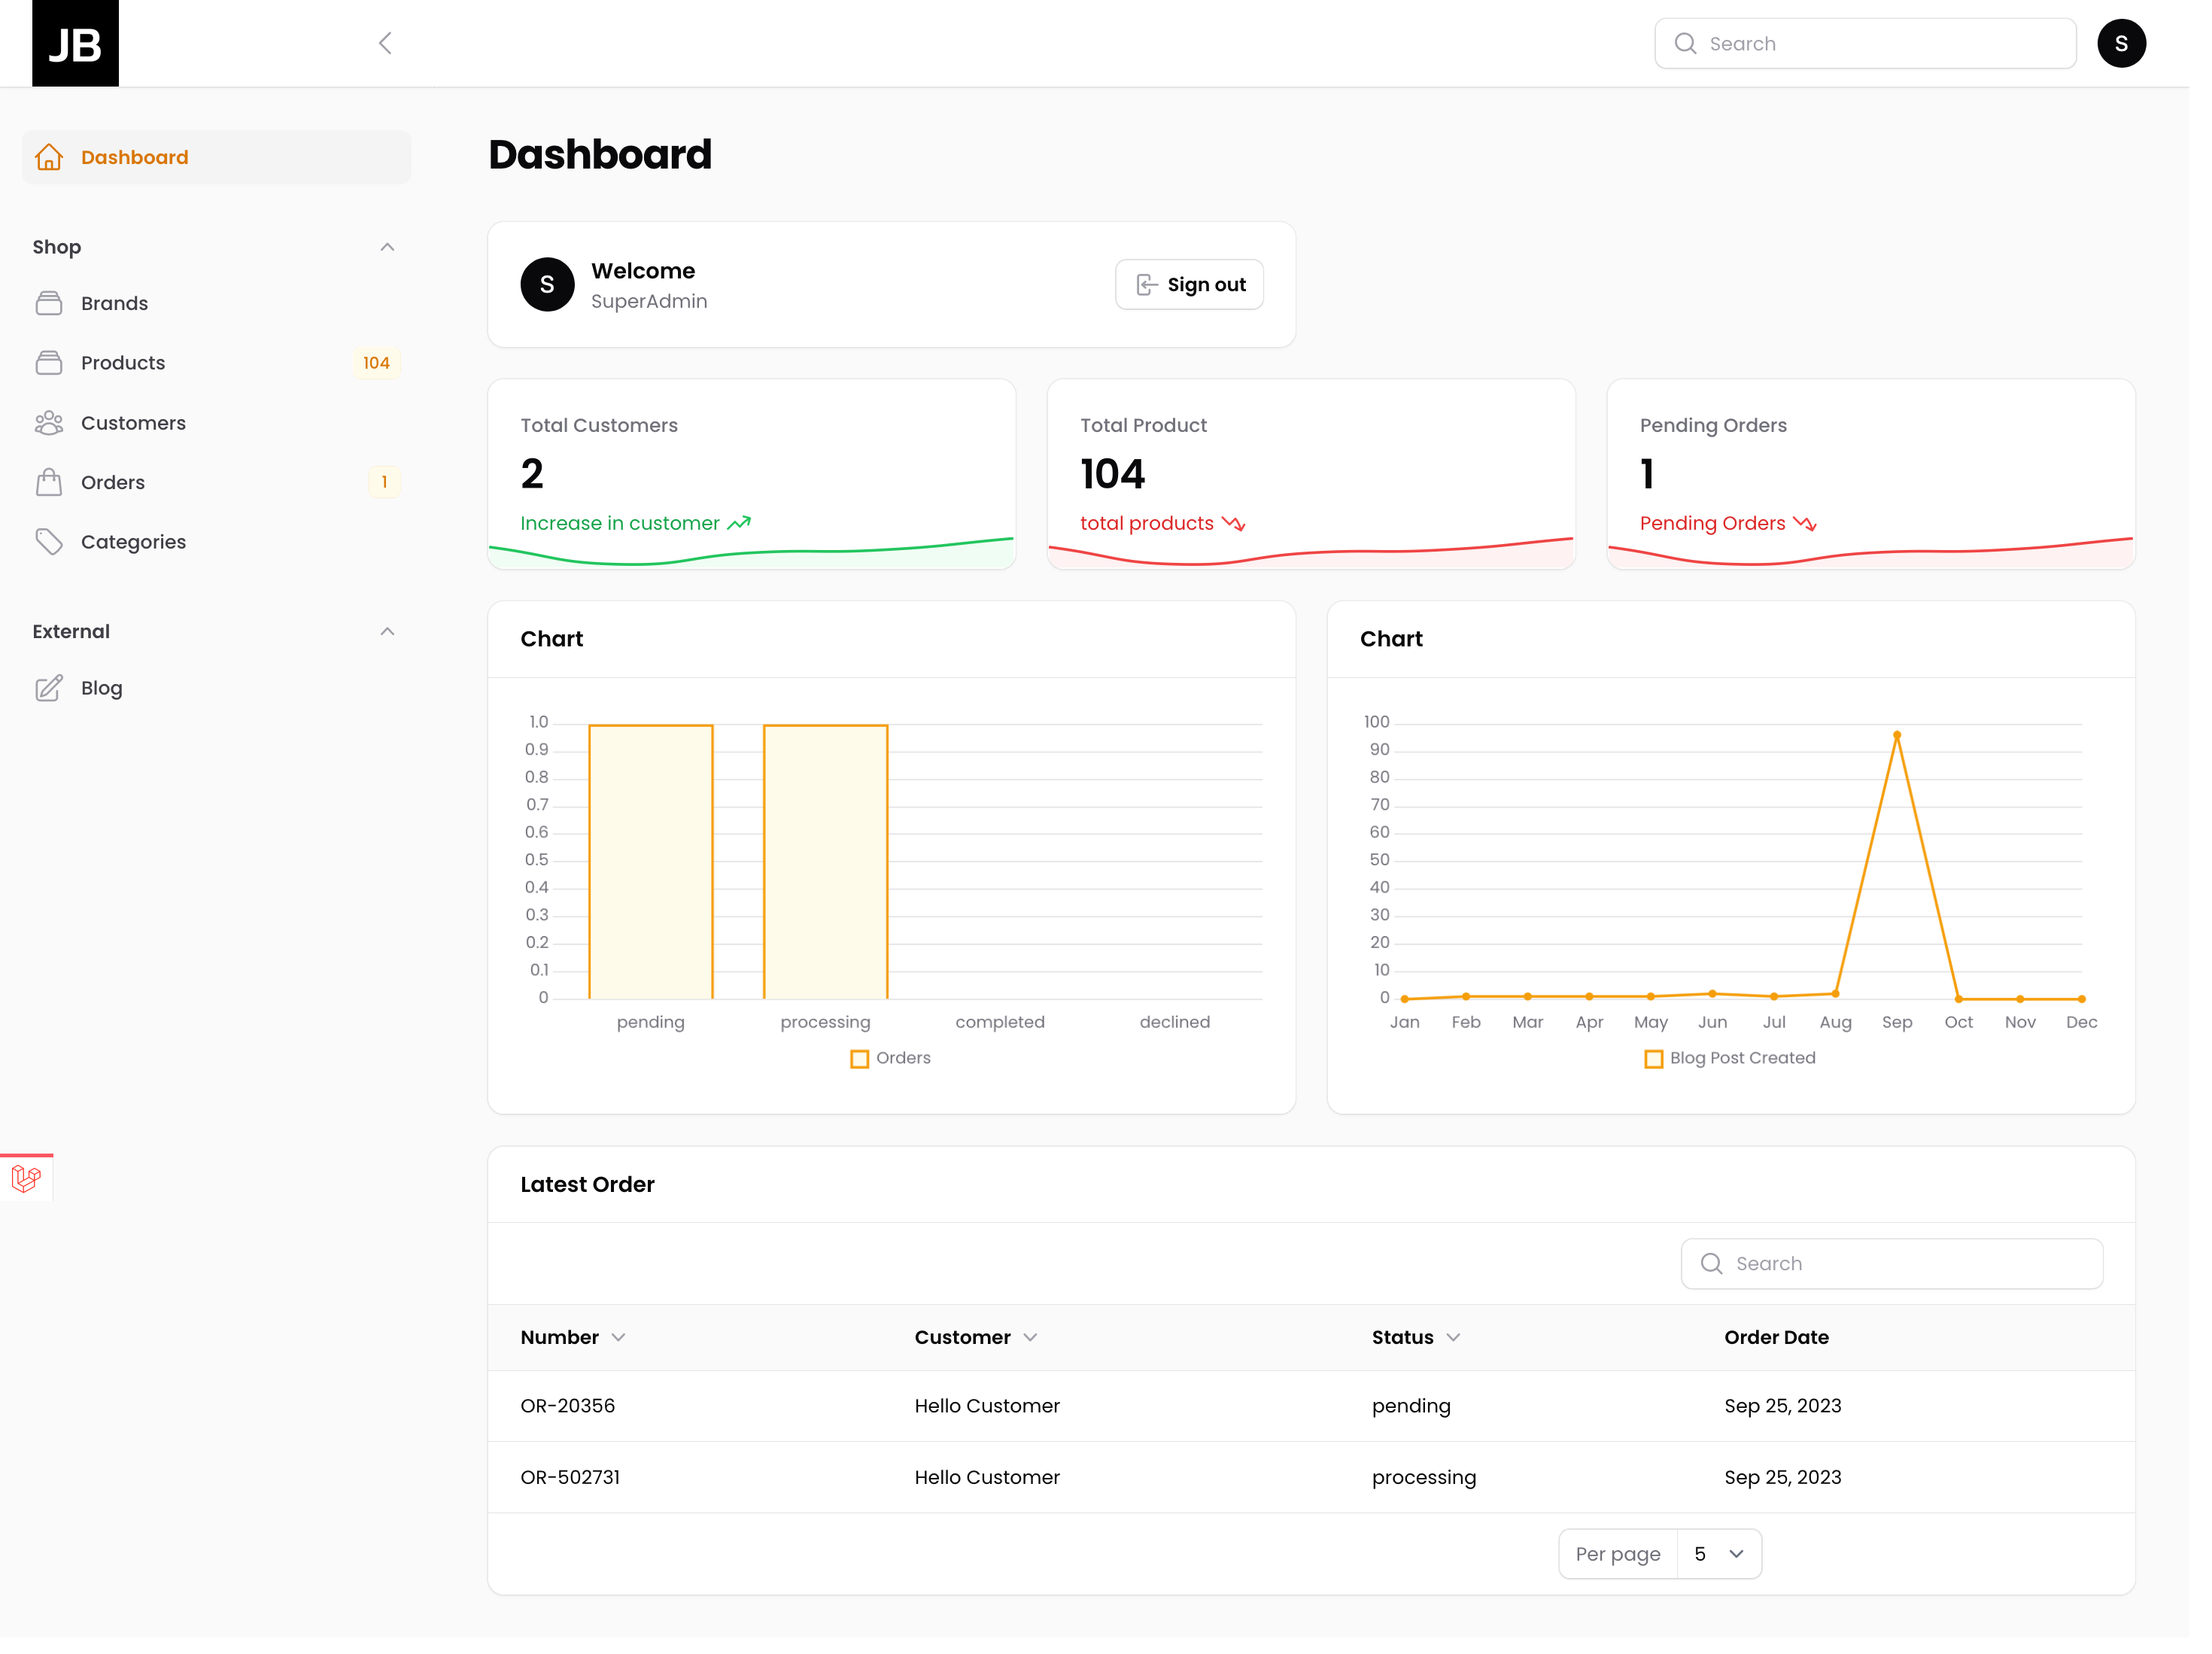 JB
Search
S
Dashboard
Shop
Brands
Products 104
Customers
Orders 1
Categories
External
Blog
Dashboard
S
Welcome
SuperAdmin
Sign out
Total Customers
2
Increase in customer
Total Product
104
total products
Pending Orders
1
Pending Orders
Chart
1.0
0.9
0.8
0.7
0.6
0.5
0.4
0.3
0.2
0.1
0
pending processing completed declined
Orders
Chart
100
90
80
70
60
50
40
30
20
10
0
Jan Feb Mar Apr May Jun Jul Aug Sep Oct Nov Dec
Blog Post Created
Latest Order
Search
Number Customer Status Order Date
OR-20356 Hello Customer pending Sep 25, 2023
OR-502731 Hello Customer processing Sep 25, 2023
Per page 5